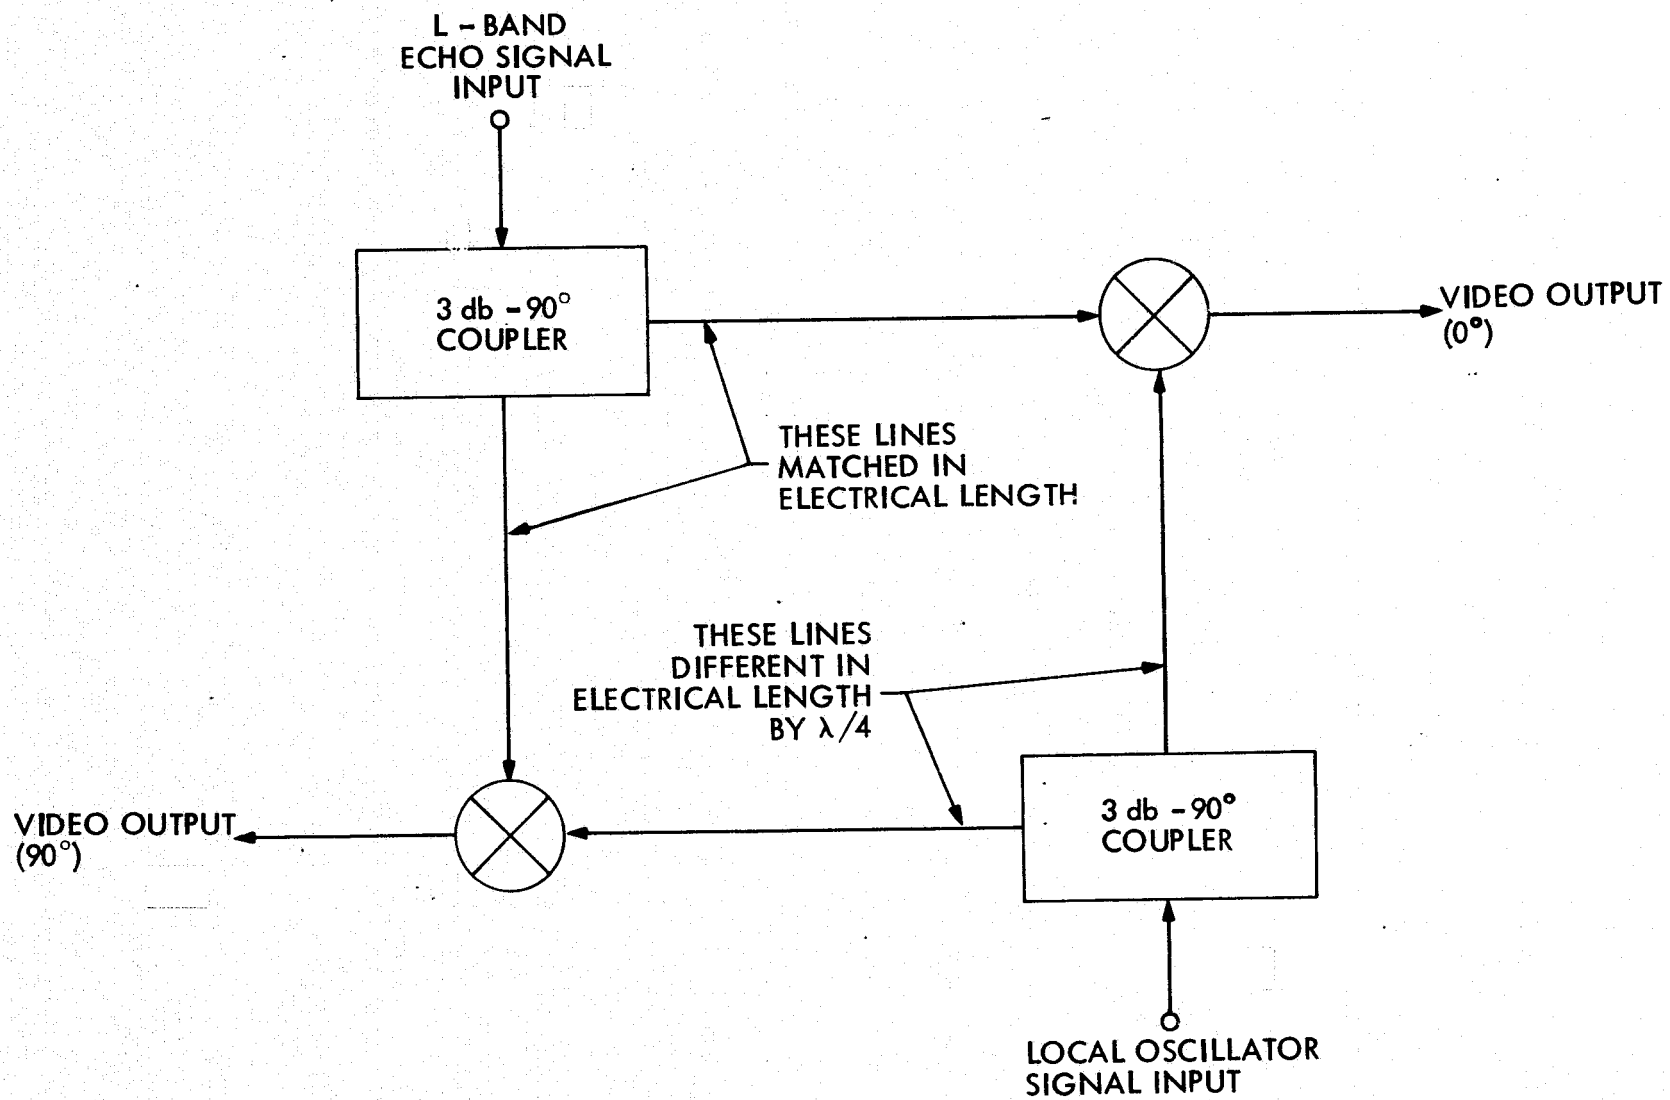 L - BAND
ECHO SIGNAL
INPUT
3 db - 90°
COUPLER
VIDEO OUTPUT
(0°)
THESE LINES
MATCHED IN
ELECTRICAL LENGTH
THESE LINES
DIFFERENT IN
ELECTRICAL LENGTH
BY λ/4
3 db - 90°
COUPLER
VIDEO OUTPUT
(90°)
LOCAL OSCILLATOR
SIGNAL INPUT